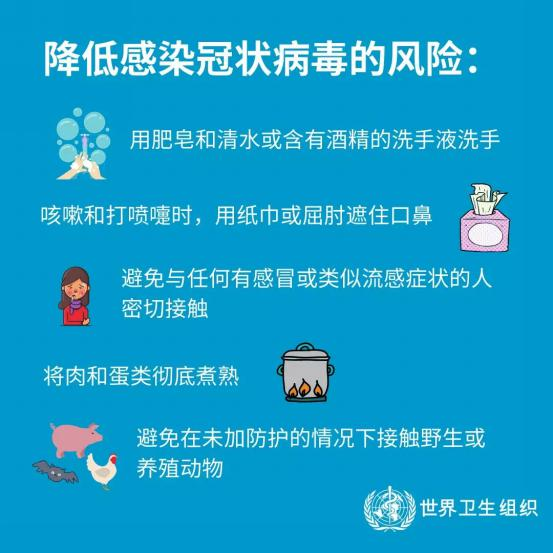 降低感染冠状病毒的风险：
用肥皂和清水或含有酒精的洗手液洗手
咳嗽和打喷嚏时，用纸巾或屈肘遮住口鼻
避免与任何有感冒或类似流感症状的人
密切接触
将肉和蛋类彻底煮熟
避免在未加防护的情况下接触野生或
养殖动物
世界卫生组织